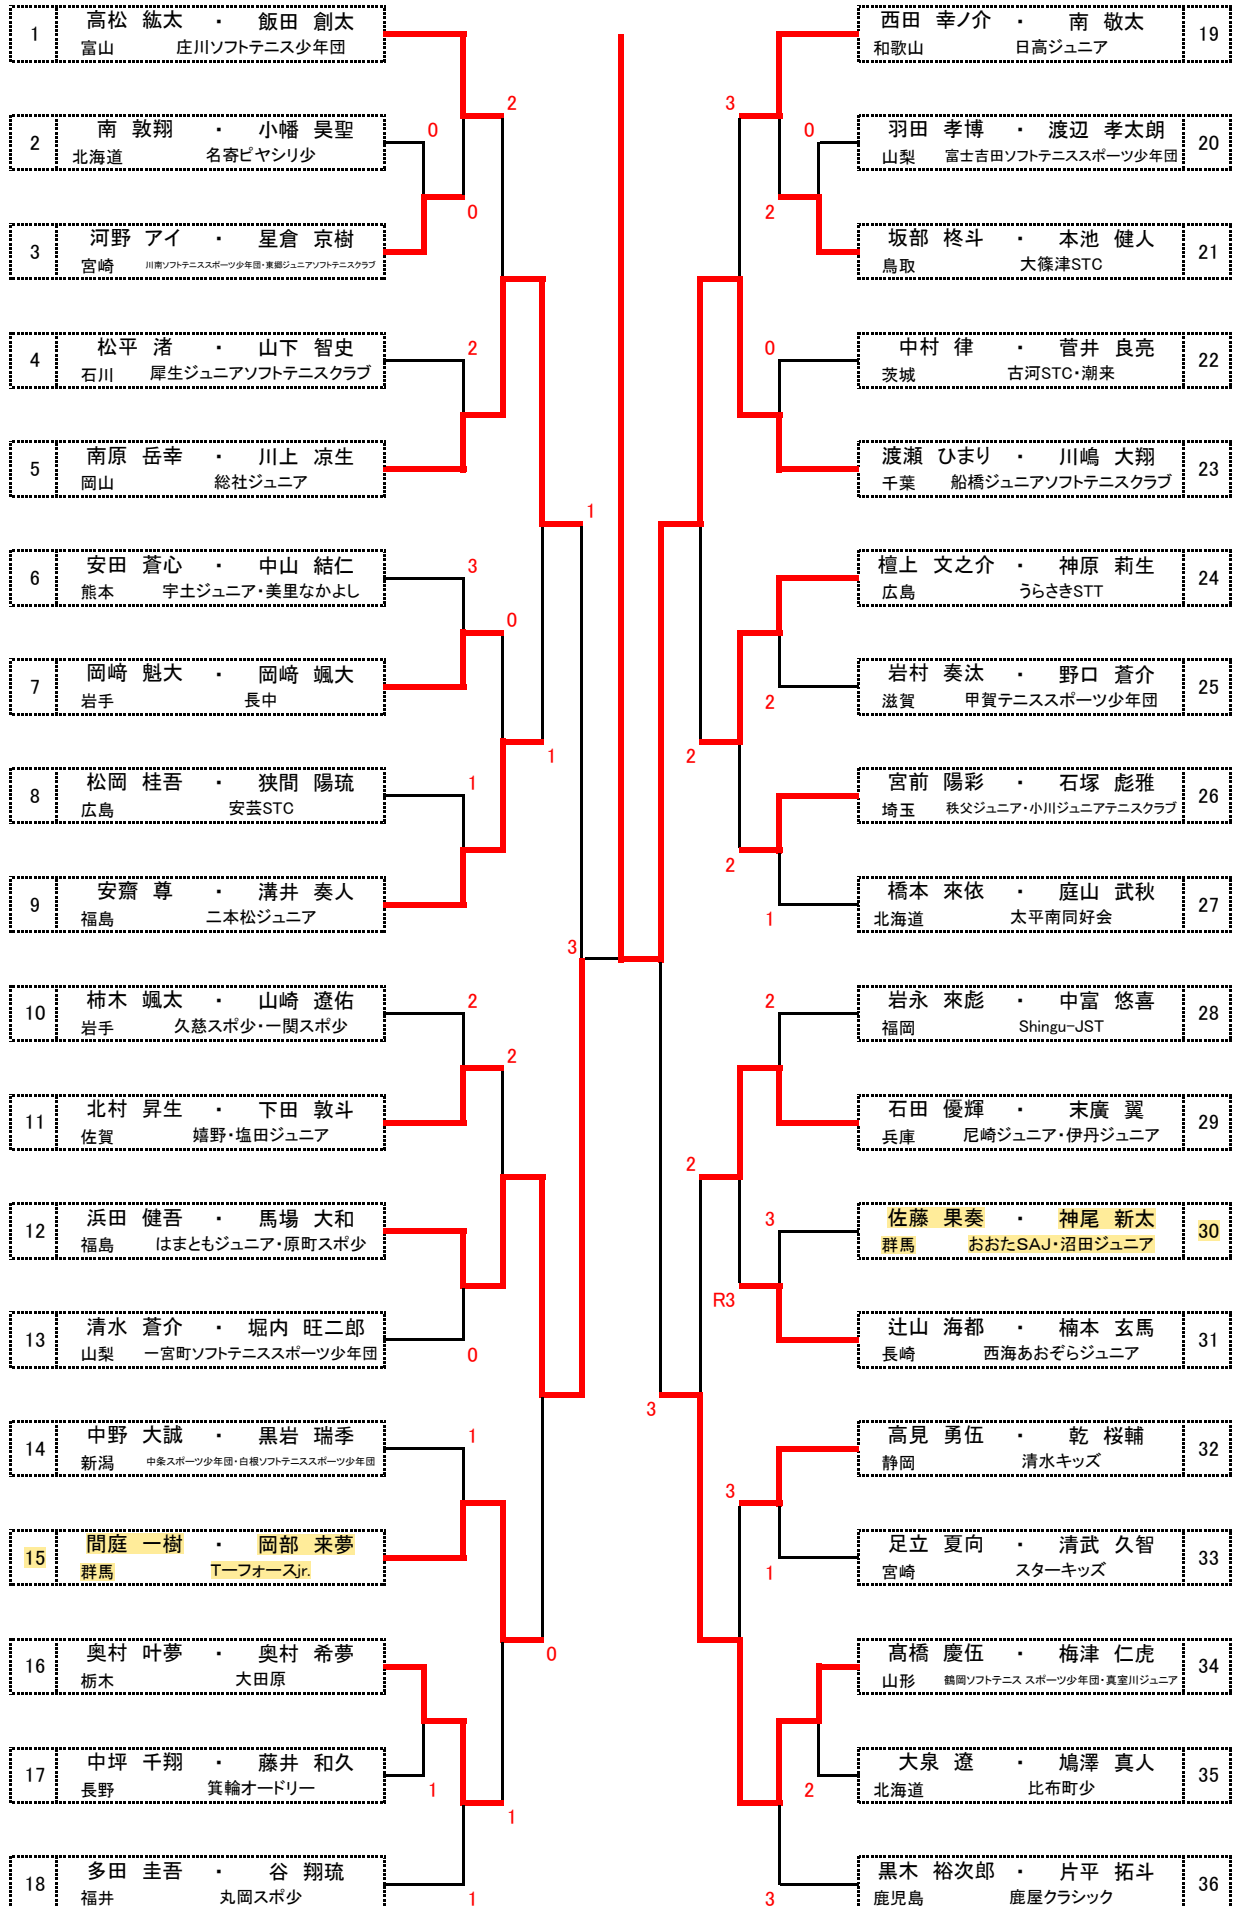 1 高松 紘太 ・ 飯田 創太
富山 庄川ソフトテニス少年団
2 南 敦翔 ・ 小幡 昊聖
北海道 名寄ピヤシリ少
3 河野 アイ ・ 星倉 京樹
宮崎 川南ソフトテニススポーツ少年団・東郷ジュニアソフトテニスクラブ
4 松平 渚 ・ 山下 智史
石川 犀生ジュニアソフトテニスクラブ
5 南原 岳幸 ・ 川上 凉生
岡山 総社ジュニア
6 安田 蒼心 ・ 中山 結仁
熊本 宇土ジュニア・美里なかよし
7 岡﨑 魁大 ・ 岡﨑 颯大
岩手 長中
8 松岡 桂吾 ・ 狭間 陽琉
広島 安芸STC
9 安齋 尊 ・ 溝井 奏人
福島 二本松ジュニア
10 柿木 颯太 ・ 山崎 遼佑
岩手 久慈スポ少・一関スポ少
11 北村 昇生 ・ 下田 敦斗
佐賀 嬉野・塩田ジュニア
12 浜田 健吾 ・ 馬場 大和
福島 はまともジュニア・原町スポ少
13 清水 蒼介 ・ 堀内 旺二郎
山梨 一宮町ソフトテニススポーツ少年団
14 中野 大誠 ・ 黒岩 瑞季
新潟 中条スポーツ少年団・白根ソフトテニススポーツ少年団
15 間庭 一樹 ・ 岡部 来夢
群馬 T－フォースjr.
16 奥村 叶夢 ・ 奥村 希夢
栃木 大田原
17 中坪 千翔 ・ 藤井 和久
長野 箕輪オードリー
18 多田 圭吾 ・ 谷 翔琉
福井 丸岡スポ少
2
0
0
2
1
3
0
1
1
3
2
2
0
1
0
1
1
1
西田 幸ノ介 ・ 南 敬太 19
和歌山 日高ジュニア
羽田 孝博 ・ 渡辺 孝太朗 20
山梨 富士吉田ソフトテニススポーツ少年団
坂部 柊斗 ・ 本池 健人 21
鳥取 大篠津STC
中村 律 ・ 菅井 良亮 22
茨城 古河STC・潮来
渡瀬 ひまり ・ 川嶋 大翔 23
千葉 船橋ジュニアソフトテニスクラブ
檀上 文之介 ・ 神原 莉生 24
広島 うらさきSTT
岩村 奏汰 ・ 野口 蒼介 25
滋賀 甲賀テニススポーツ少年団
宮前 陽彩 ・ 石塚 彪雅 26
埼玉 秩父ジュニア・小川ジュニアテニスクラブ
橋本 來依 ・ 庭山 武秋 27
北海道 太平南同好会
岩永 來彪 ・ 中富 悠喜 28
福岡 Shingu-JST
石田 優輝 ・ 末廣 翼 29
兵庫 尼崎ジュニア・伊丹ジュニア
佐藤 果奏 ・ 神尾 新太 30
群馬 おおたSAJ・沼田ジュニア
辻山 海都 ・ 楠本 玄馬 31
長崎 西海あおぞらジュニア
高見 勇伍 ・ 乾 桜輔 32
静岡 清水キッズ
足立 夏向 ・ 清武 久智 33
宮崎 スターキッズ
髙橋 慶伍 ・ 梅津 仁虎 34
山形 鶴岡ソフトテニス スポーツ少年団・真室川ジュニア
大泉 遼 ・ 鳩澤 真人 35
北海道 比布町少
黒木 裕次郎 ・ 片平 拓斗 36
鹿児島 鹿屋クラシック
3
0
2
0
2
2
2
1
2
2
3
R3
3
3
1
2
3